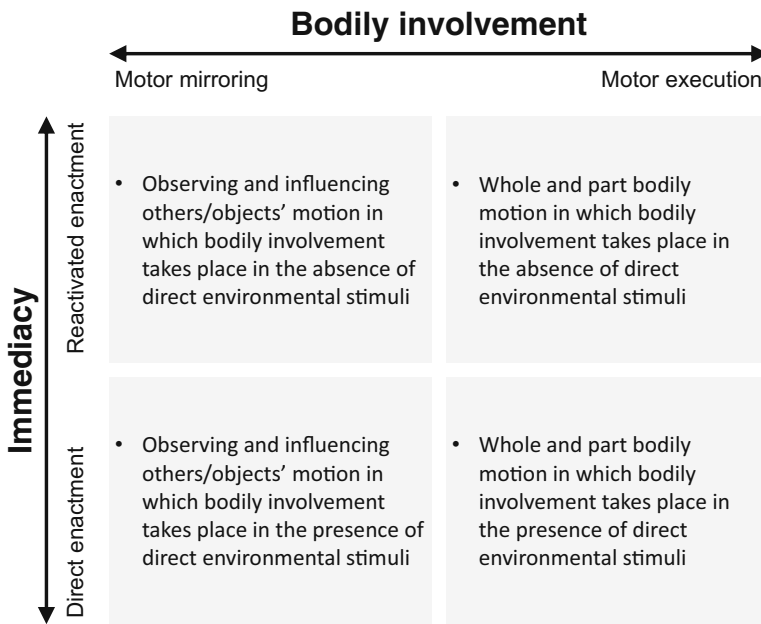 Bodily involvement
Motor mirroring
Motor execution
Immediacy
Reactivated enactment
• Observing and influencing
others/objects’ motion in
which bodily involvement
takes place in the absence of
direct environmental stimuli
• Whole and part bodily
motion in which bodily
involvement takes place in
the absence of direct
environmental stimuli
Direct enactment
• Observing and influencing
others/objects’ motion in
which bodily involvement
takes place in the presence of
direct environmental stimuli
• Whole and part bodily
motion in which bodily
involvement takes place in
the presence of direct
environmental stimuli